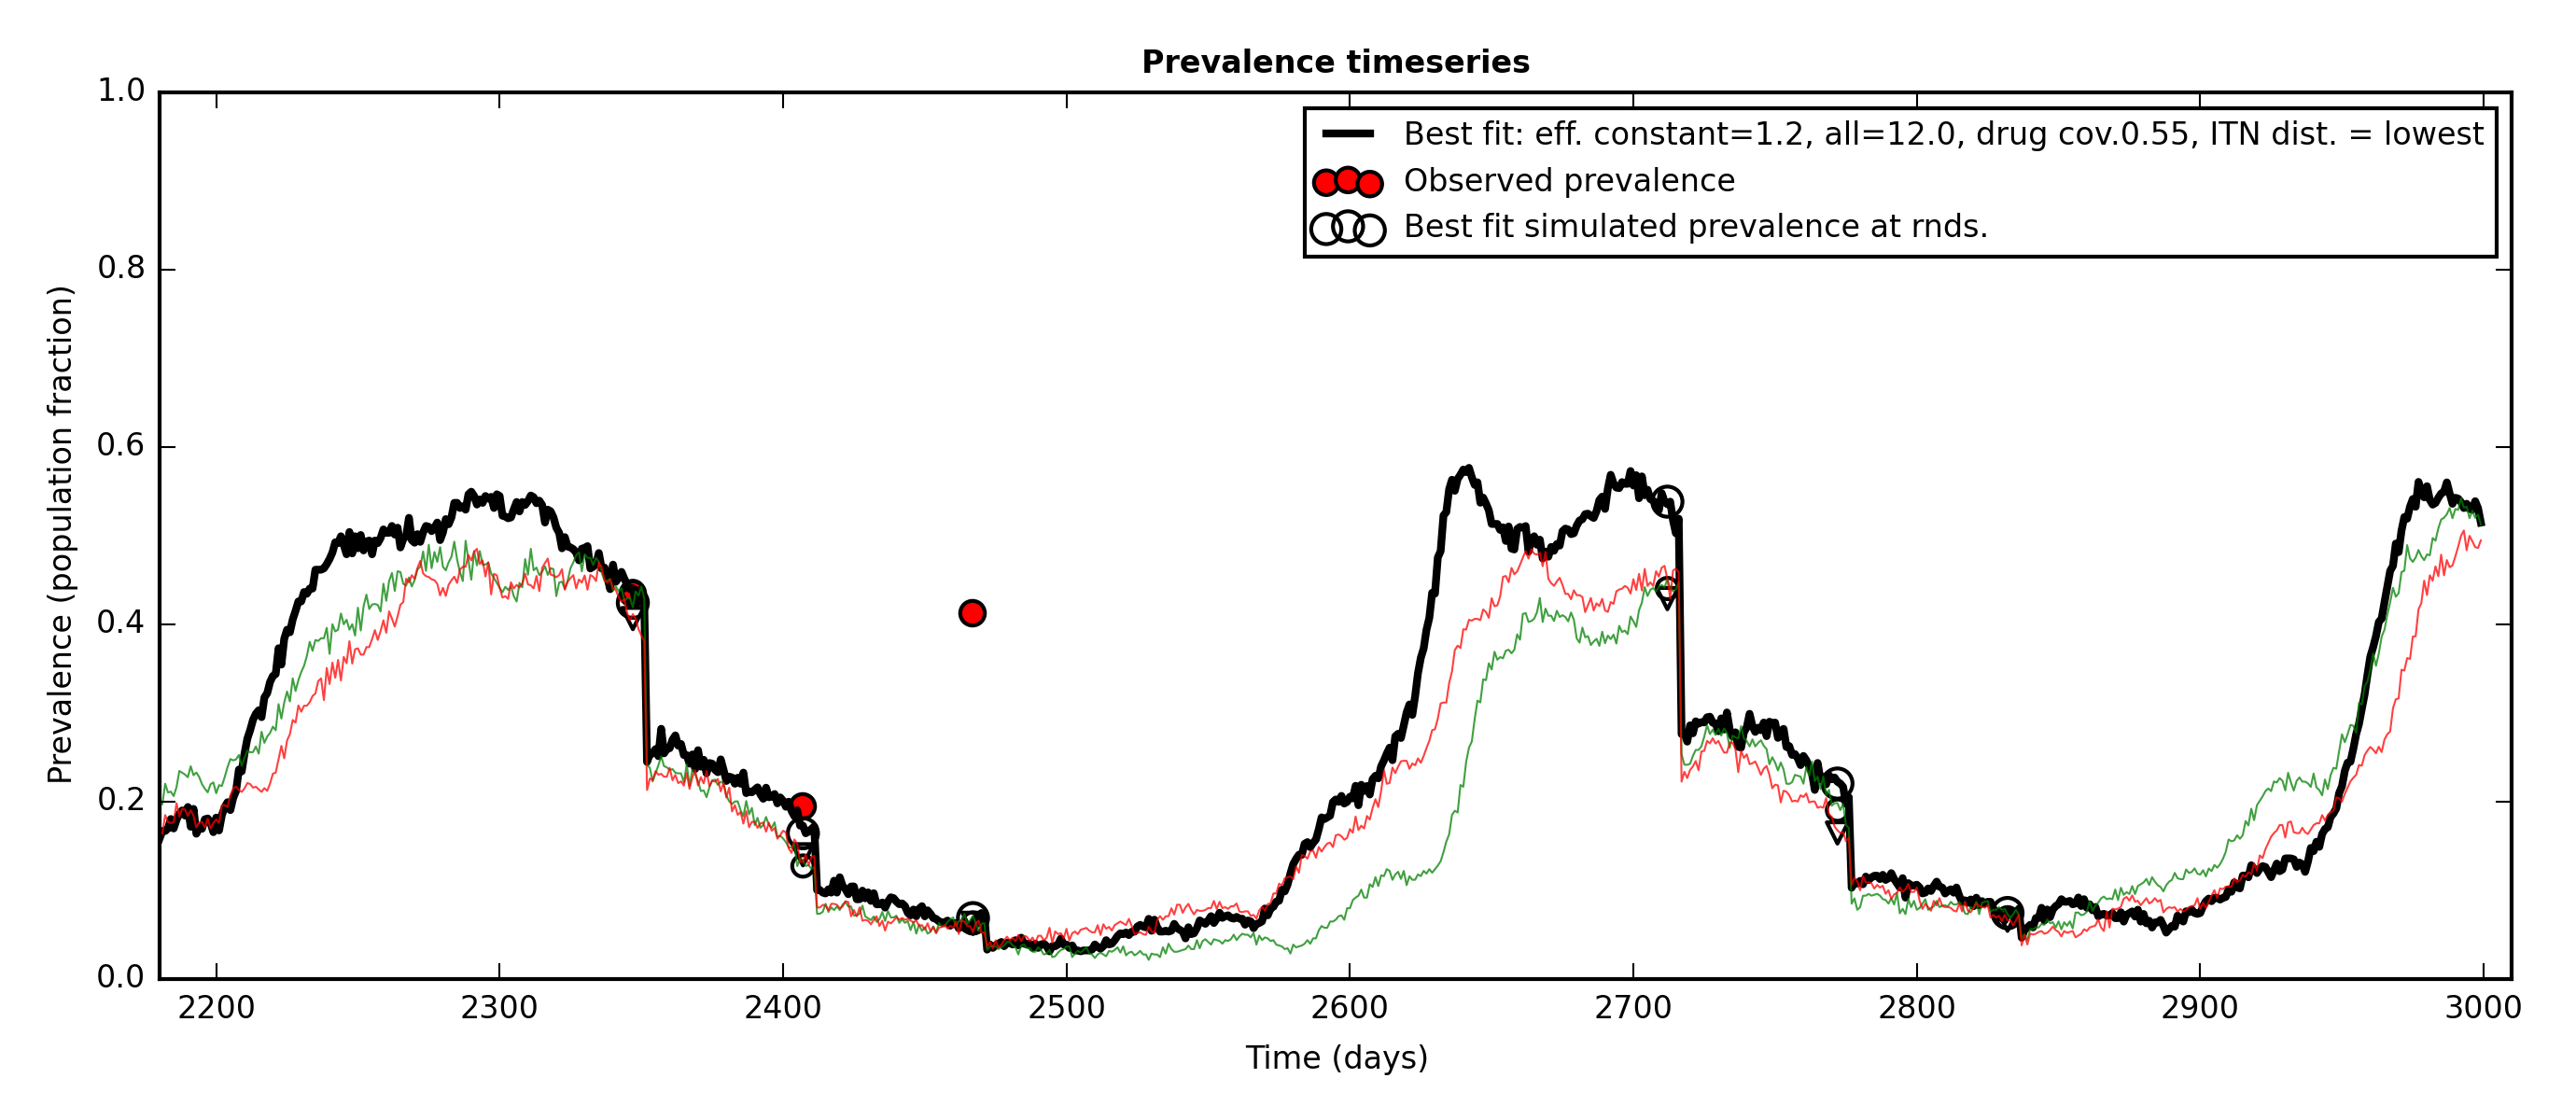 Prevalence timeseries
1.0
0.8
0.6
0.4
0.2
0.0
Prevalence (population fraction)
Best fit: eff. constant=1.2, all=12.0, drug cov.0.55, ITN dist. = lowest
Observed prevalence
Best fit simulated prevalence at rnds.
2200 2300 2400 2500 2600 2700 2800 2900 3000
Time (days)